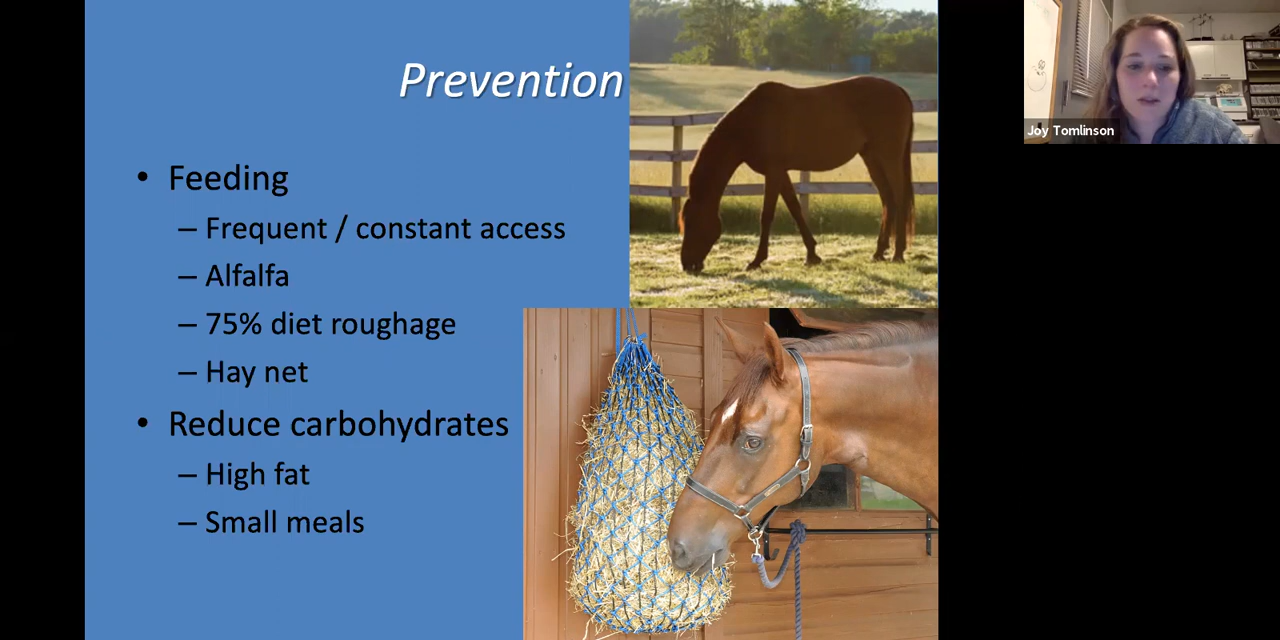 Prevention
• Feeding
– Frequent / constant access
– Alfalfa
– 75% diet roughage
– Hay net
• Reduce carbohydrates
– High fat
– Small meals
Joy Tomlinson